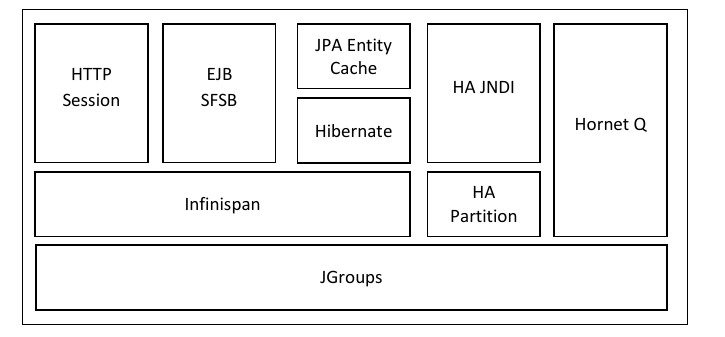 HTTP
Session
EJB
SFSB
JPA Entity
Cache
Hibernate
HA JNDI
Hornet Q
Infinispan
HA
Partition
JGroups